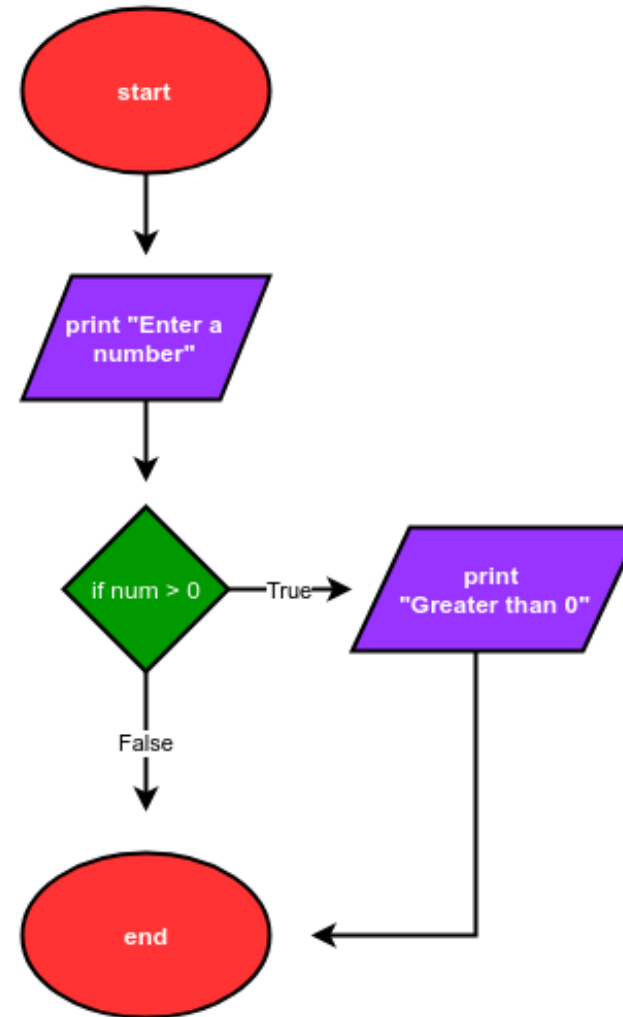 start
print "Enter a
number"
if num > 0
True
print
"Greater than 0"
False
end